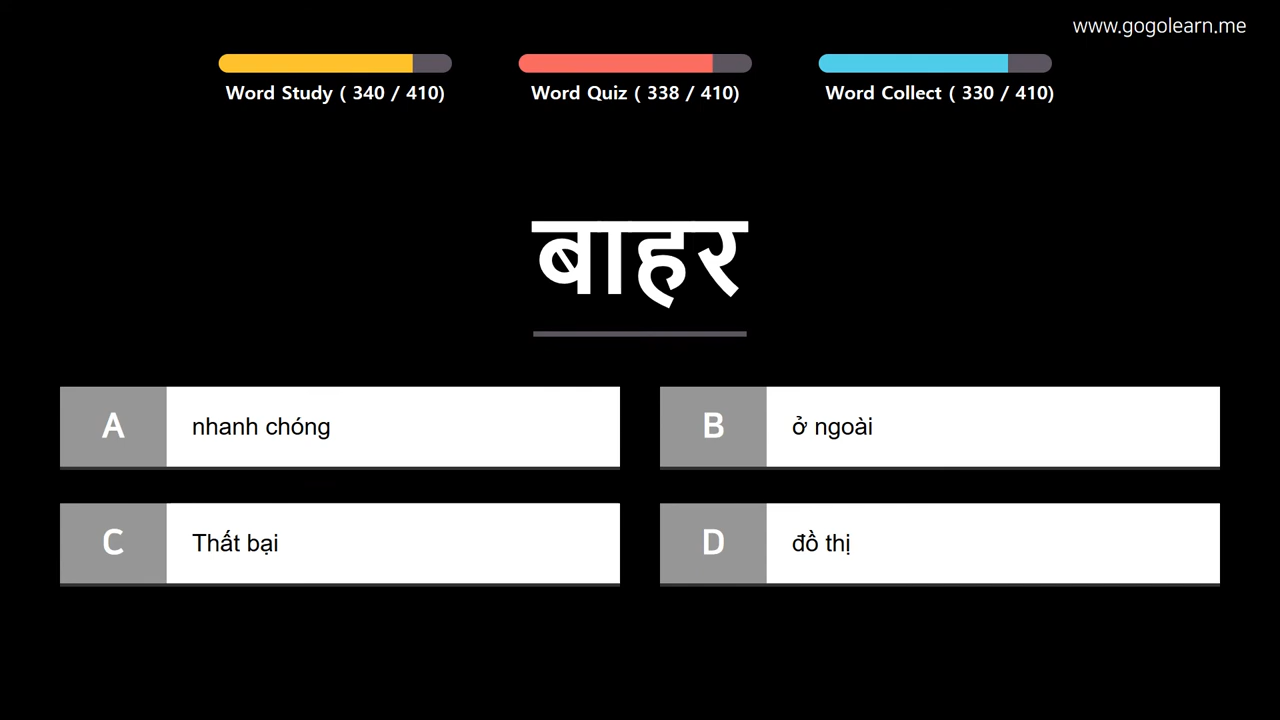 www.gogolearn.me
Word Study ( 340 / 410)
Word Quiz ( 338 / 410)
Word Collect ( 330 / 410)
बाहर
A
nhanh chóng
B
ở ngoài
C
Thất bại
D
đồ thị